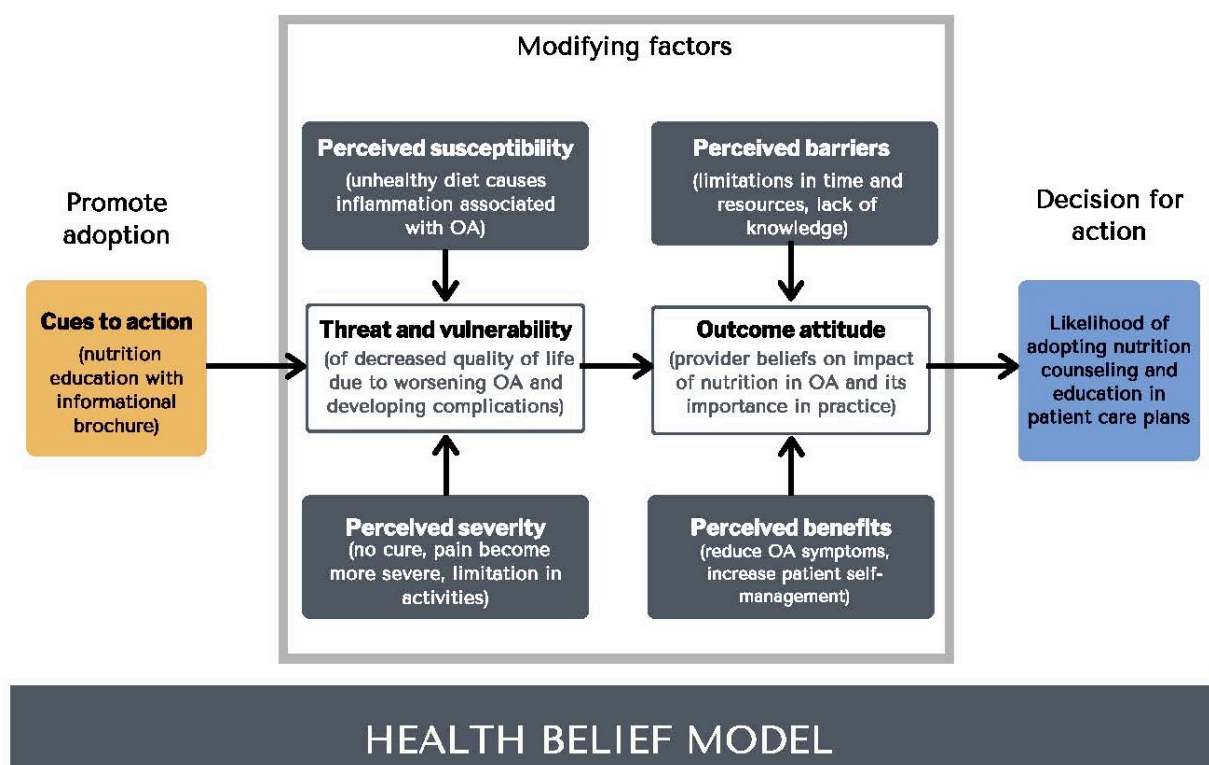 Modifying factors
Promote
adoption
Cues to action
(nutrition
education with
informational
brochure)
Perceived susceptibility
(unhealthy diet causes
inflammation associated
with OA)
Threat and vulnerability
(of decreased quality of life
due to worsening OA and
developing complications)
Perceived severity
(no cure, pain become
more severe, limitation in
activities)
Perceived barriers
(limitations in time and
resources, lack of
knowledge)
Outcome attitude
(provider beliefs on impact
of nutrition in OA and its
importance in practice)
Perceived benefits
(reduce OA symptoms,
increase patient self-
management)
Decision for
action
Likelihood of
adopting nutrition
counseling and
education in
patient care plans
HEALTH BELIEF MODEL